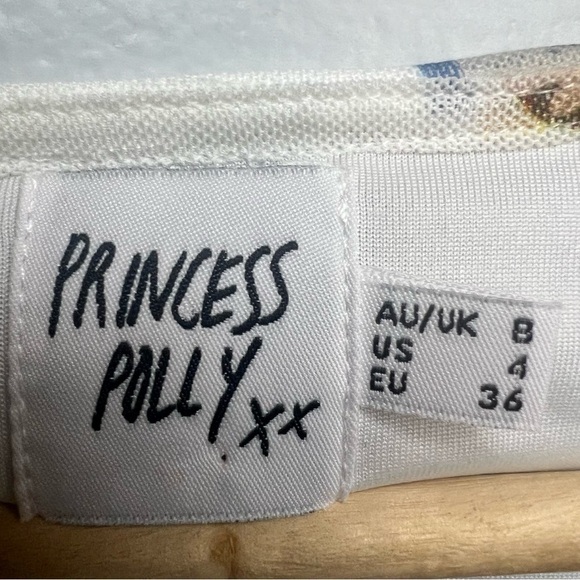 PRINCESS
POLLY xx
AU/UK 8
US 4
EU 36